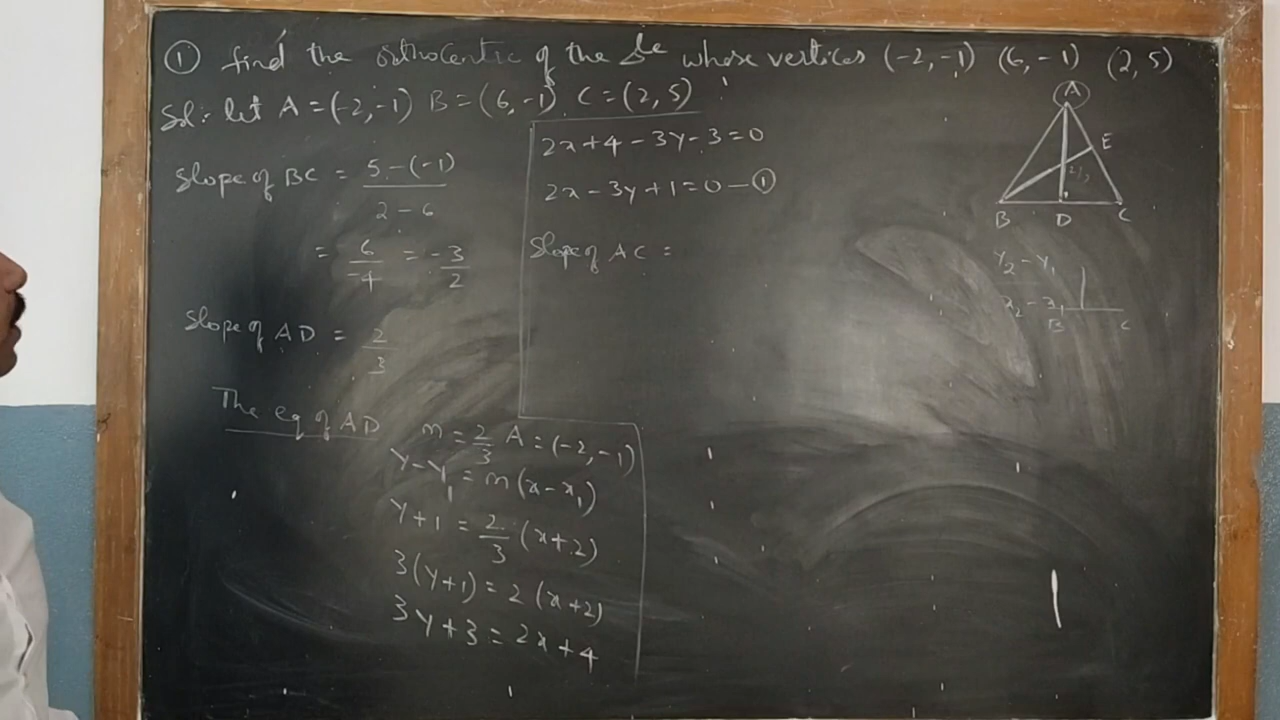 ① find the orthocentre of the Δle whose vertices (-2,-1) (6,-1) (2,5)
Sol:- let A=(-2,-1) B=(6,-1) C=(2,5)
Slope of BC = 5-(-1)
2-6
= 6/-4 = -3/2
Slope of AD = 2/3
The eq of AD m=2/3 A=(-2,-1)
y-y1=m(x-x1)
y+1=2/3(x+2)
3(y+1)=2(x+2)
3y+3=2x+4
2x+4-3y-3=0
2x-3y+1=0-①
Slope of AC =
A
E
B D C
y2-y1
x2-x1
B C